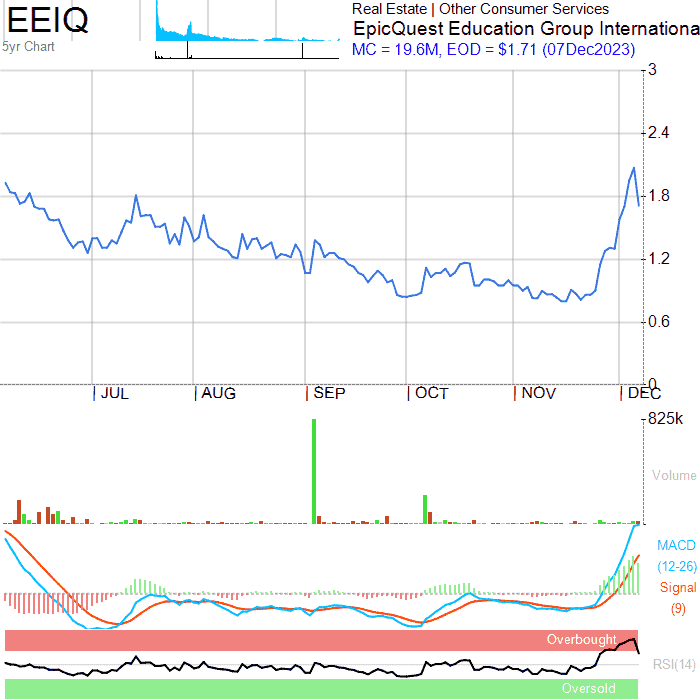 EEIQ
5yr Chart
Real Estate | Other Consumer Services
EpicQuest Education Group Internationa
MC = 19.6M, EOD = $1.71 (07Dec2023)
3
2.4
1.8
1.2
0.6
0
JUL AUG SEP OCT NOV DEC
825k
Volume
MACD
(12-26)
Signal
(9)
Overbought
RSI(14)
Oversold